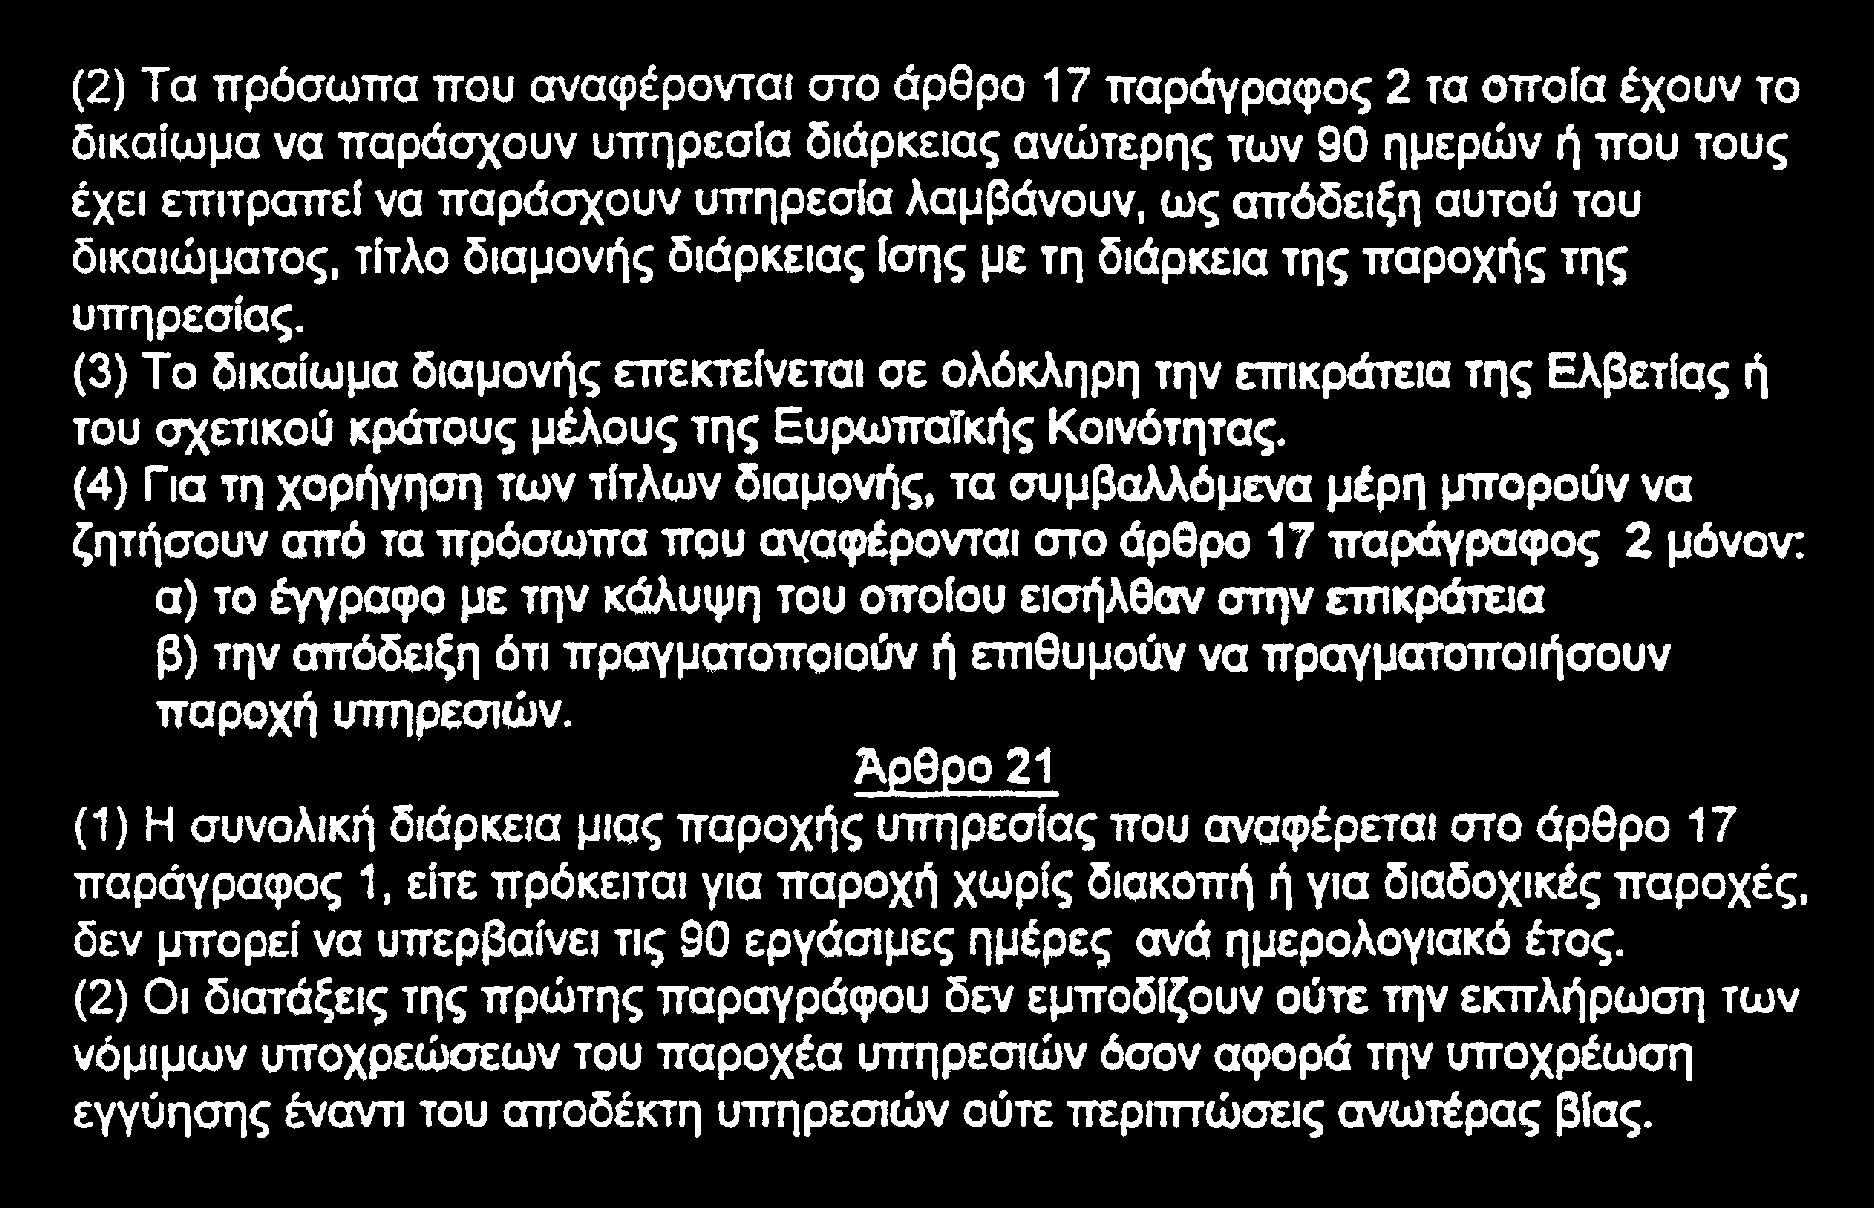 (2) Τα πρόσωπα που αναφέρονται στο άρθρο 17 παράγραφος 2 τα οποία έχουν το
δικαίωμα να παράσχουν υπηρεσία διάρκειας ανώτερης των 90 ημερών ή που τους
έχει επιτραπεί να παράσχουν υπηρεσία λαμβάνουν, ως απόδειξη αυτού του
δικαιώματος, τίτλο διαμονής διάρκειας ίσης με τη διάρκεια της παροχής της
υπηρεσίας.
(3) Το δικαίωμα διαμονής επεκτείνεται σε ολόκληρη την επικράτεια της Ελβετίας ή
του σχετικού κράτους μέλους της Ευρωπαϊκής Κοινότητας.
(4) Για τη χορήγηση των τίτλων διαμονής, τα συμβαλλόμενα μέρη μπορούν να
ζητήσουν από τα πρόσωπα που αναφέρονται στο άρθρο 17 παράγραφος 2 μόνον:
α) το έγγραφο με την κάλυψη του οποίου εισήλθαν στην επικράτεια
β) την απόδειξη ότι πραγματοποιούν ή επιθυμούν να πραγματοποιήσουν
παροχή υπηρεσιών.
Άρθρο 21
(1) Η συνολική διάρκεια μιας παροχής υπηρεσίας που αναφέρεται στο άρθρο 17
παράγραφος 1, είτε πρόκειται για παροχή χωρίς διακοπή ή για διαδοχικές παροχές,
δεν μπορεί να υπερβαίνει τις 90 εργάσιμες ημέρες ανά ημερολογιακό έτος.
(2) Οι διατάξεις της πρώτης παραγράφου δεν εμποδίζουν ούτε την εκπλήρωση των
νόμιμων υποχρεώσεων του παροχέα υπηρεσιών όσον αφορά την υποχρέωση
εγγύησης έναντι του αποδέκτη υπηρεσιών ούτε περιπτώσεις ανωτέρας βίας.